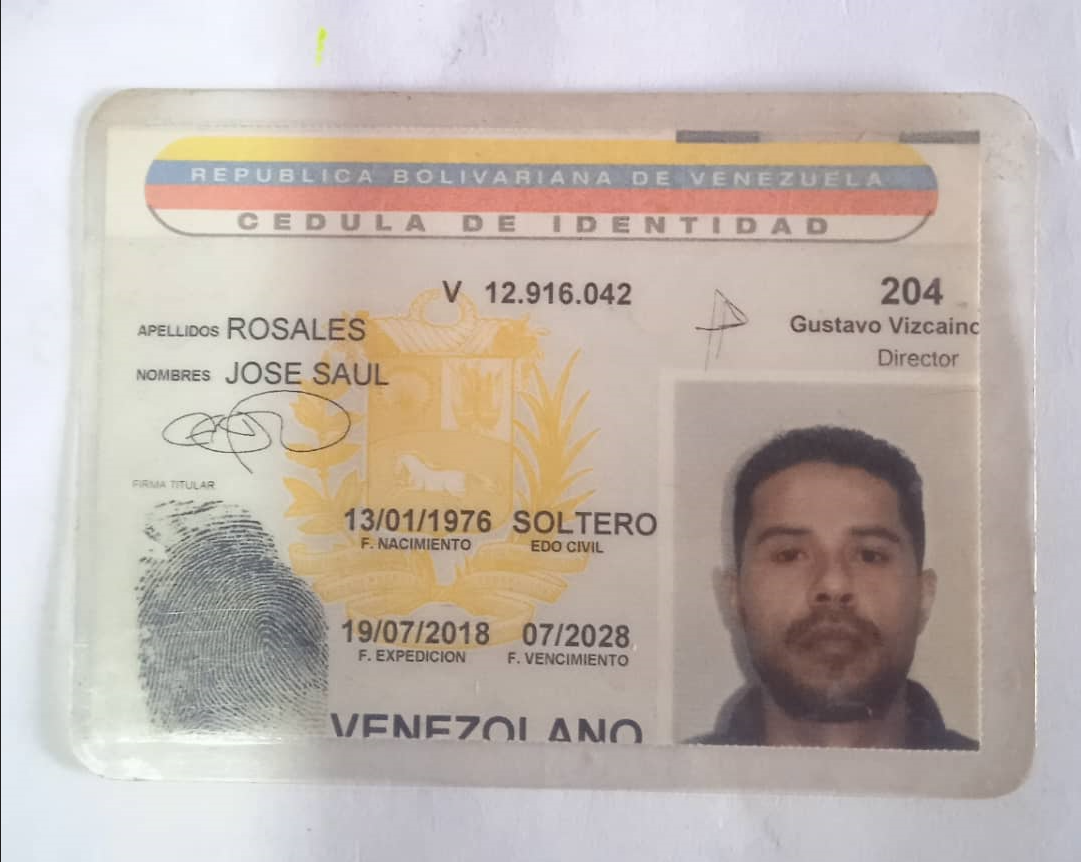 REPUBLICA BOLIVARIANA DE VENEZUELA
CEDULA DE IDENTIDAD
V 12.916.042
204
Gustavo Vizcaino
Director
APELLIDOS ROSALES
NOMBRES JOSE SAUL
FIRMA TITULAR
13/01/1976 SOLTERO
F. NACIMIENTO EDO CIVIL
19/07/2018 07/2028
F. EXPEDICION F. VENCIMIENTO
VENEZOLANO